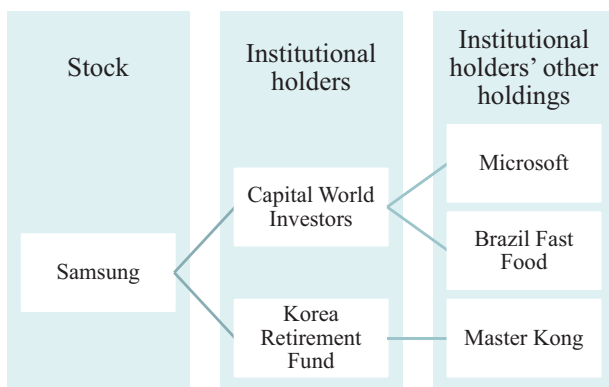 Stock
Institutional
holders
Institutional
holders’ other
holdings
Samsung
Capital World
Investors
Korea
Retirement
Fund
Microsoft
Brazil Fast
Food
Master Kong